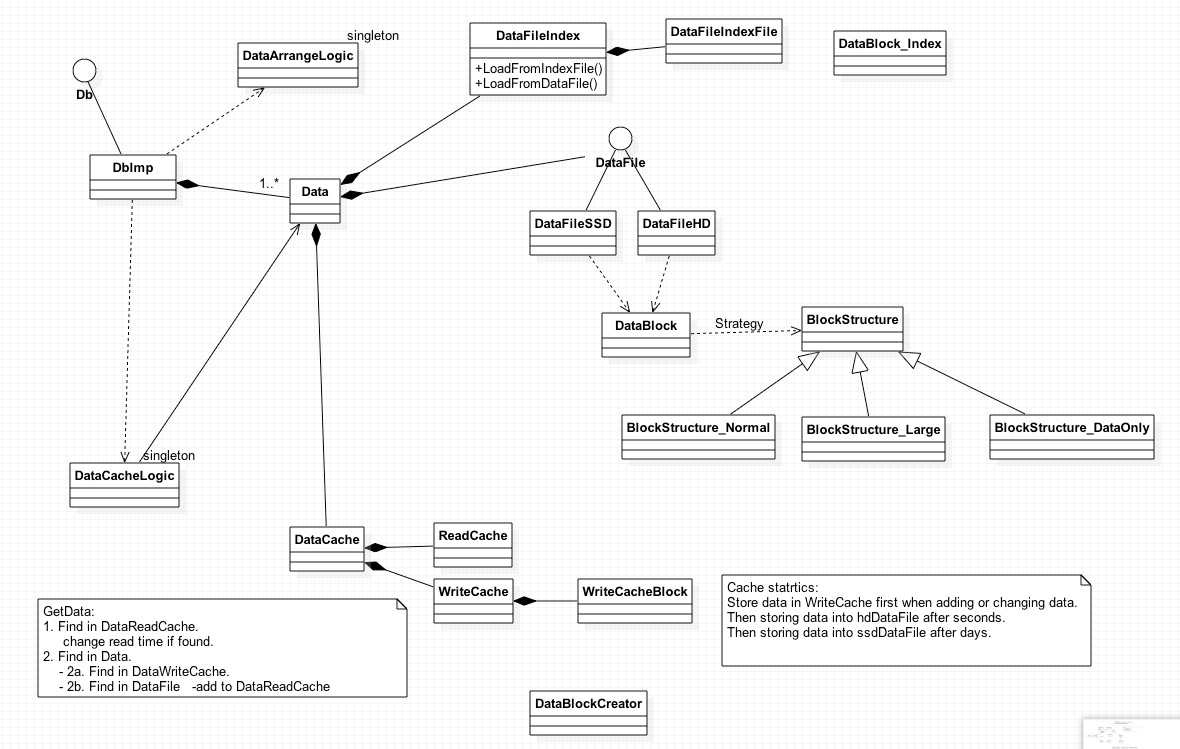 singleton
DataArrangeLogic
DataFileIndex
+LoadFromIndexFile()
+LoadFromDataFile()
DataFileIndexFile
DataBlock_Index
Db
DbImp
1..*
Data
DataFile
DataFileSSD
DataFileHD
DataBlock
Strategy
BlockStructure
BlockStructure_Normal
BlockStructure_Large
BlockStructure_DataOnly
singleton
DataCacheLogic
DataCache
ReadCache
WriteCache
WriteCacheBlock
GetData:
1. Find in DataReadCache.
change read time if found.
2. Find in Data.
- 2a. Find in DataWriteCache.
- 2b. Find in DataFile -add to DataReadCache
Cache statrtics:
Store data in WriteCache first when adding or changing data.
Then storing data into hdDataFile after seconds.
Then storing data into ssdDataFile after days.
DataBlockCreator